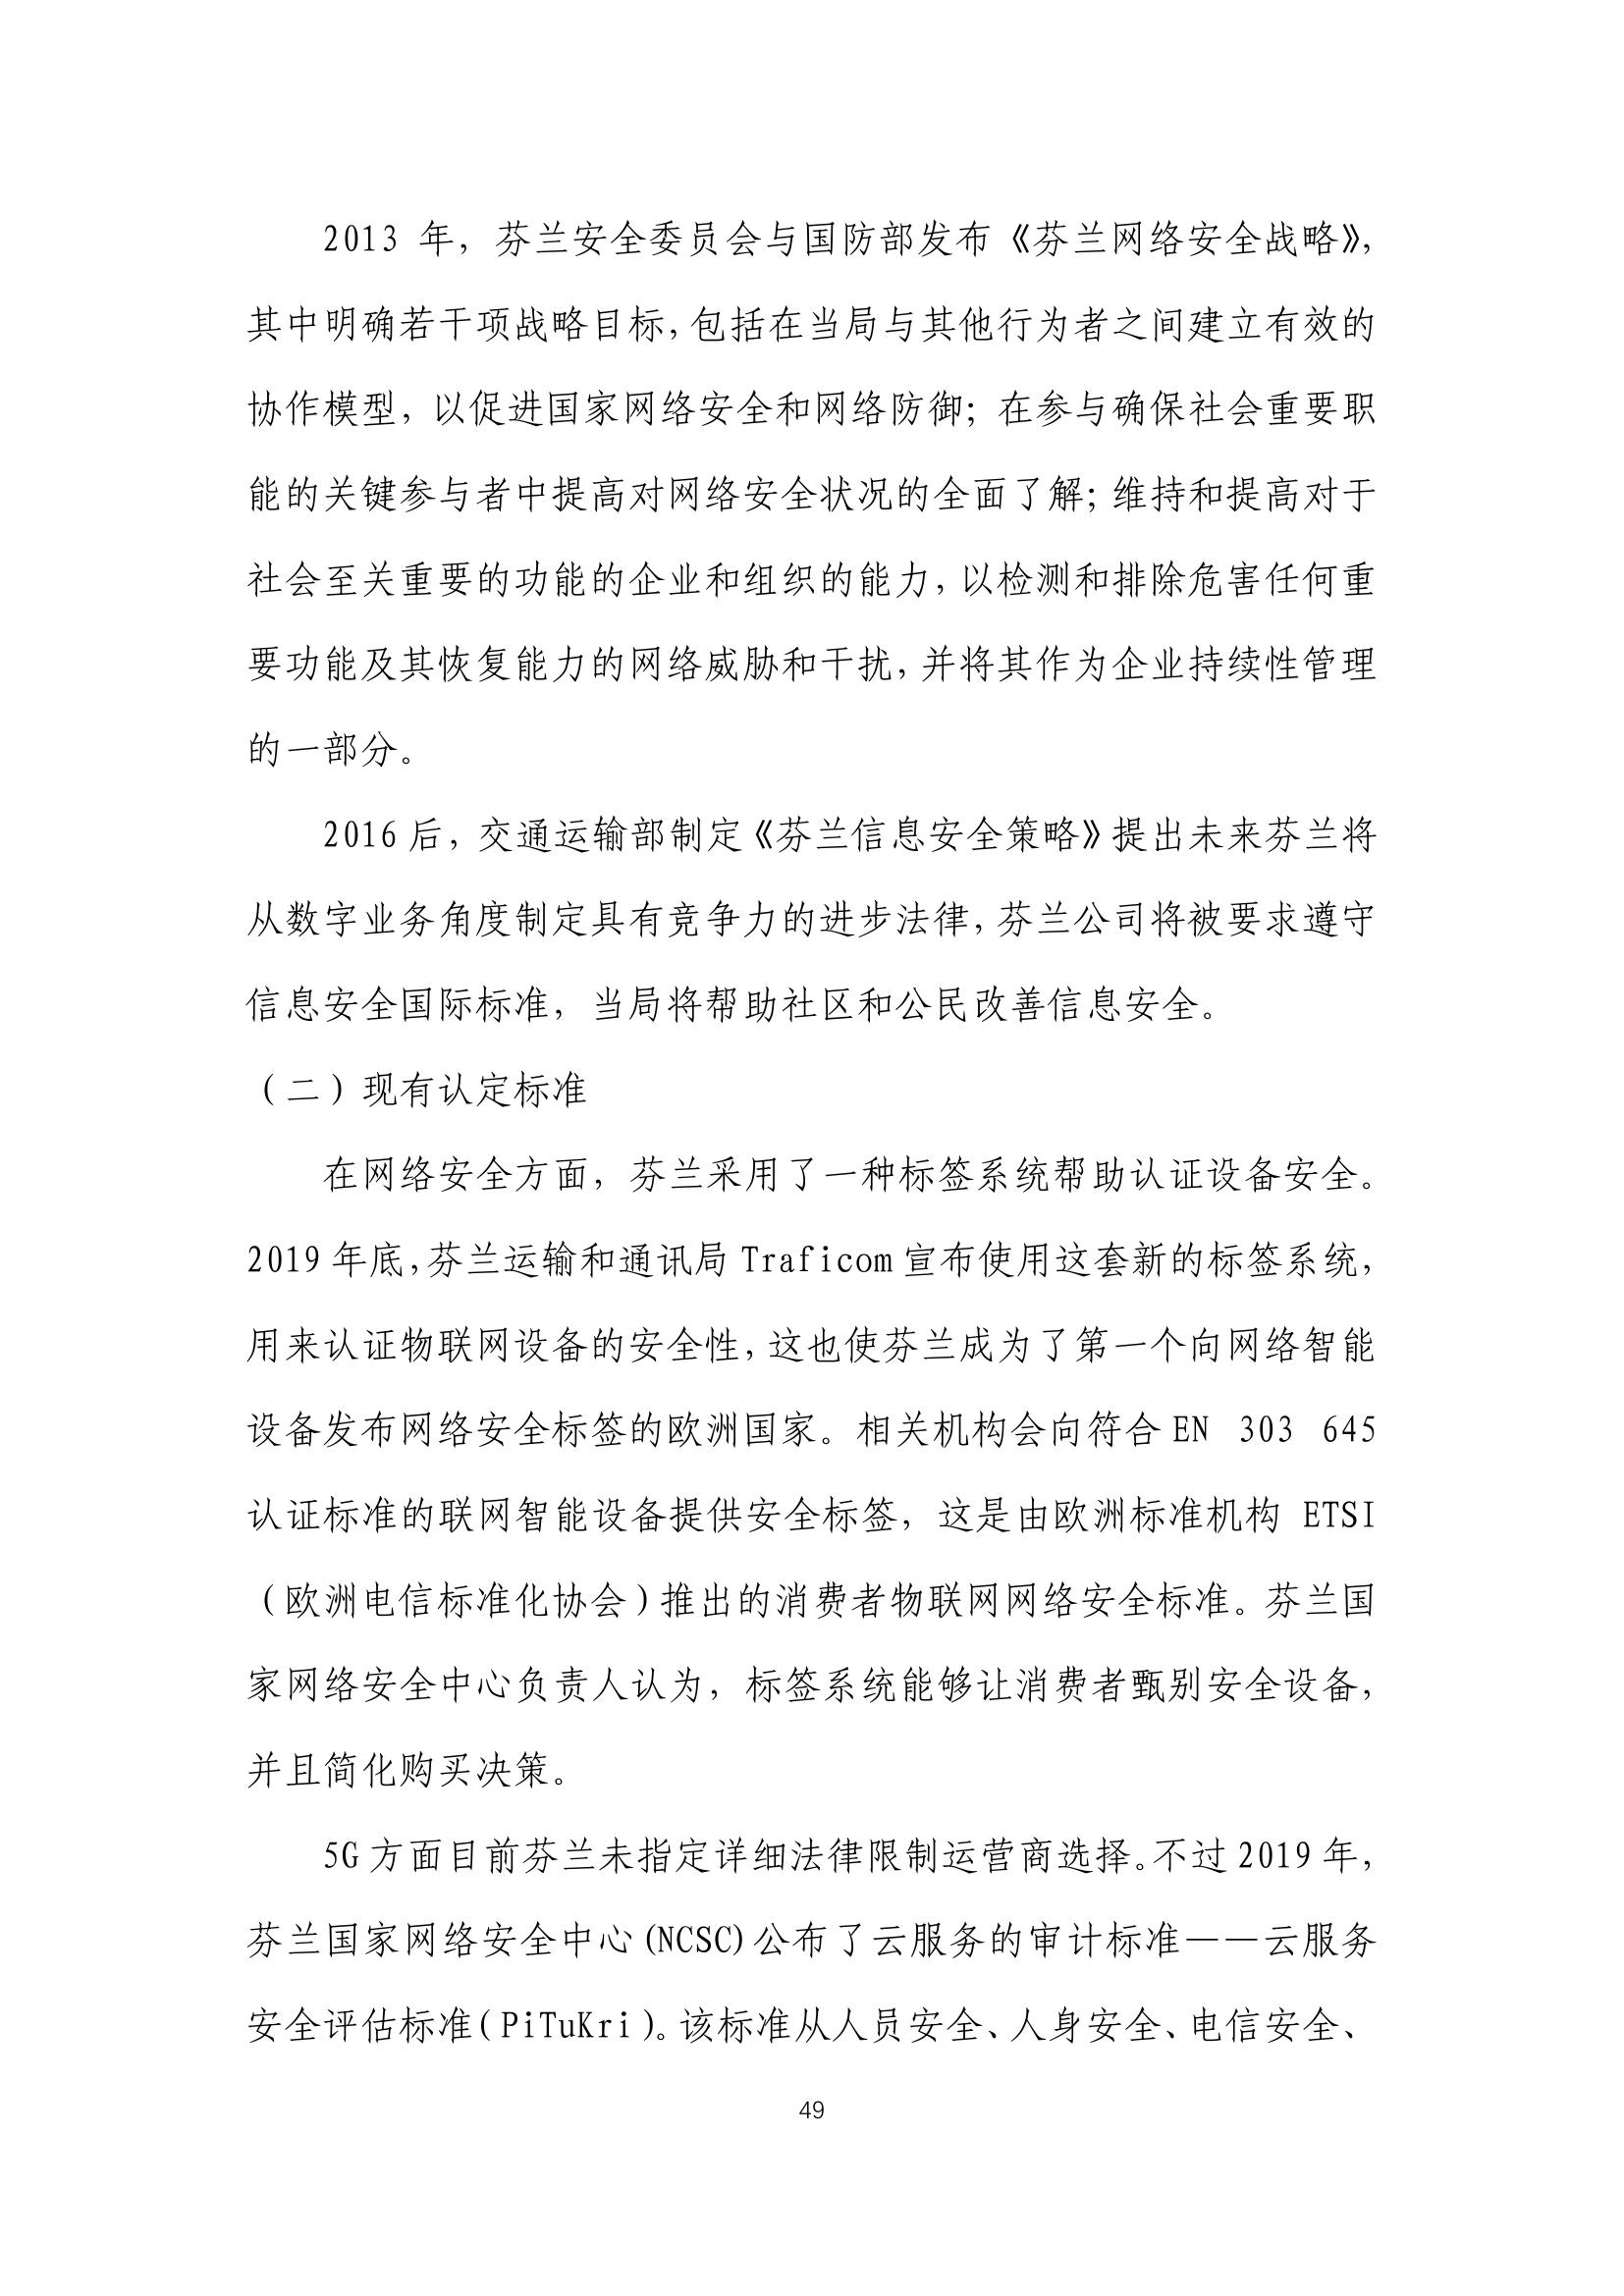 2013 年，芬兰安全委员会与国防部发布《芬兰网络安全战略》，
其中明确若干项战略目标，包括在当局与其他行为者之间建立有效的
协作模型，以促进国家网络安全和网络防御；在参与确保社会重要职
能的关键参与者中提高对网络安全状况的全面了解；维持和提高对于
社会至关重要的功能的企业和组织的能力，以检测和排除危害任何重
要功能及其恢复能力的网络威胁和干扰，并将其作为企业持续性管理
的一部分。
2016 后，交通运输部制定《芬兰信息安全策略》提出未来芬兰将
从数字业务角度制定具有竞争力的进步法律，芬兰公司将被要求遵守
信息安全国际标准，当局将帮助社区和公民改善信息安全。
（二）现有认定标准
在网络安全方面，芬兰采用了一种标签系统帮助认证设备安全。
2019 年底，芬兰运输和通讯局 Traficom 宣布使用这套新的标签系统，
用来认证物联网设备的安全性，这也使芬兰成为了第一个向网络智能
设备发布网络安全标签的欧洲国家。相关机构会向符合 EN 303 645
认证标准的联网智能设备提供安全标签，这是由欧洲标准机构 ETSI
（欧洲电信标准化协会）推出的消费者物联网网络安全标准。芬兰国
家网络安全中心负责人认为，标签系统能够让消费者甄别安全设备，
并且简化购买决策。
5G 方面目前芬兰未指定详细法律限制运营商选择。不过 2019 年，
芬兰国家网络安全中心(NCSC)公布了云服务的审计标准——云服务
安全评估标准(PiTuKri)。该标准从人员安全、人身安全、电信安全、
49